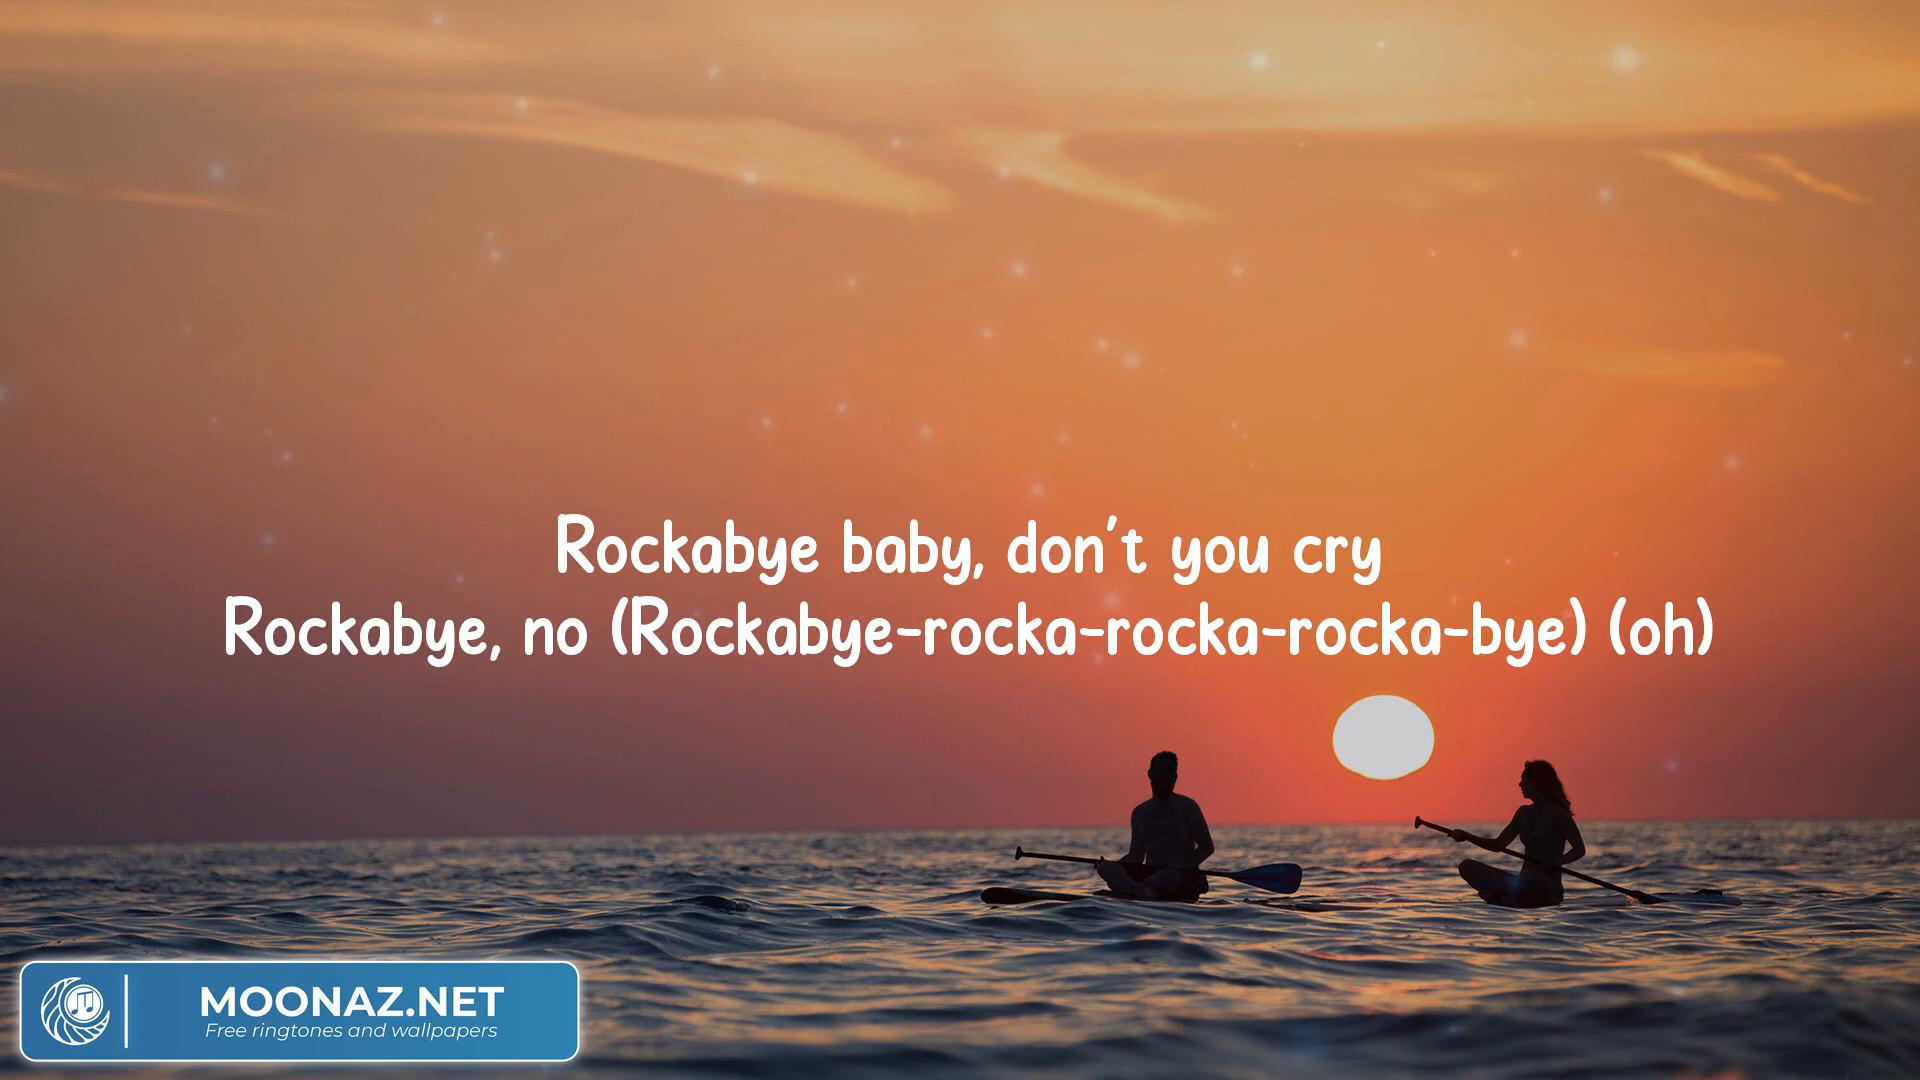 Rockabye baby, don't you cry
Rockabye, no (Rockabye-rocka-rocka-rocka-bye) (oh)
MOONAZ.NET
Free ringtones and wallpapers